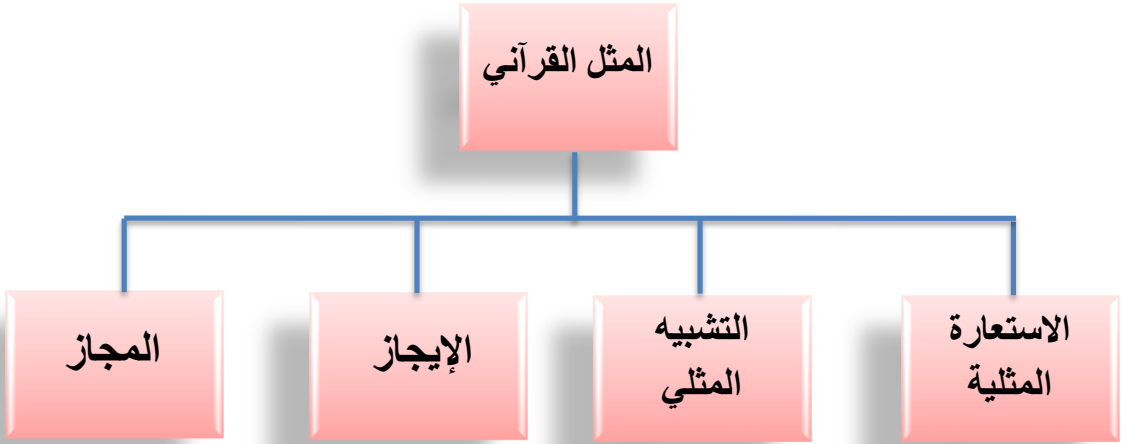 المثل القرآني
الاستعارة
المثلية
التشبيه
المثلي
الإيجاز
المجاز